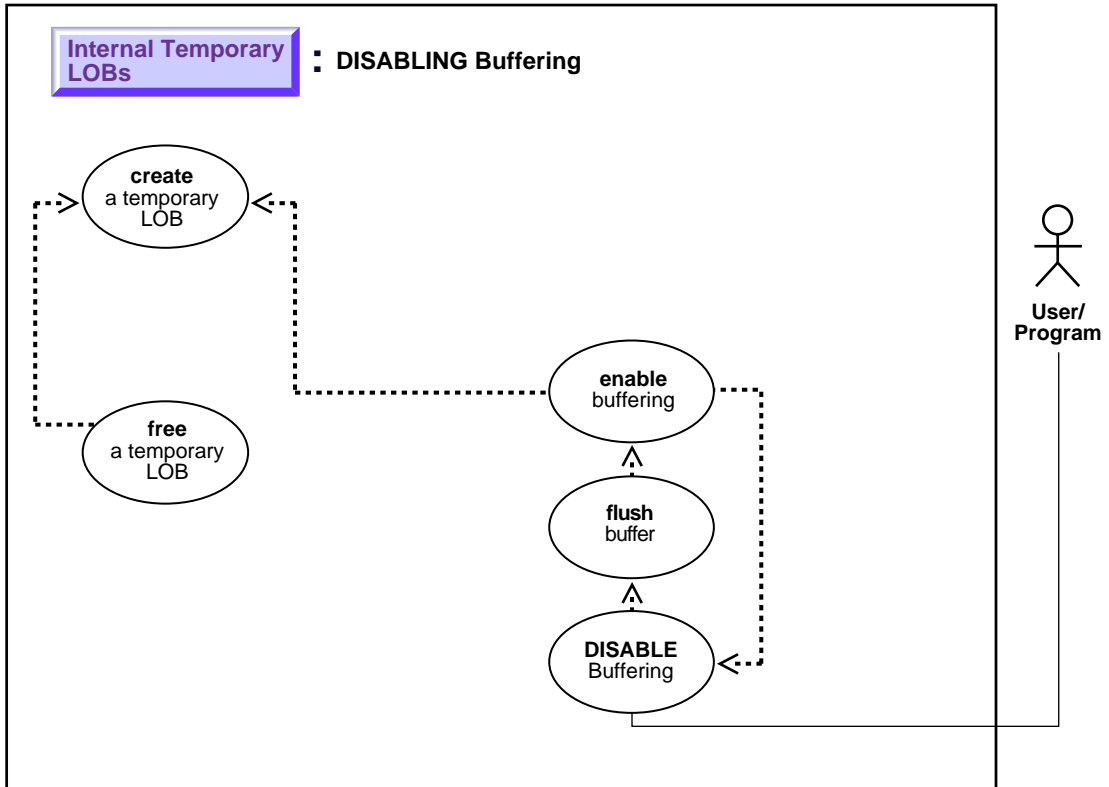 Internal Temporary
LOBs
: DISABLING Buffering
create
a temporary
LOB
User/
Program
enable
buffering
free
a temporary
LOB
flush
buffer
DISABLE
Buffering